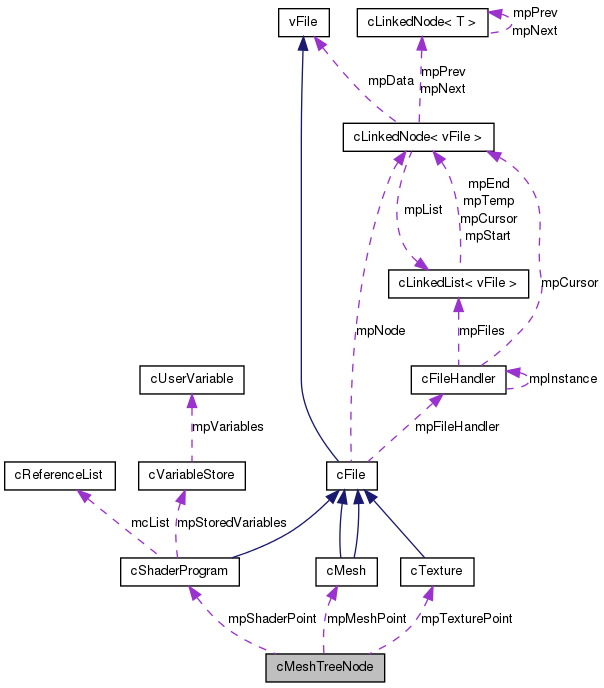 vFile
cLinkedNode< T >
mpPrev
mpNext
mpData
mpPrev
mpNext
cLinkedNode< vFile >
mpList
mpEnd
mpTemp
mpCursor
mpStart
cLinkedList< vFile >
mpCursor
mpNode
mpFiles
cUserVariable
cFileHandler
mpInstance
mpVariables
mpFileHandler
cReferenceList
cVariableStore
cFile
mcList
mpStoredVariables
cShaderProgram
cMesh
cTexture
mpShaderPoint
mpMeshPoint
mpTexturePoint
cMeshTreeNode